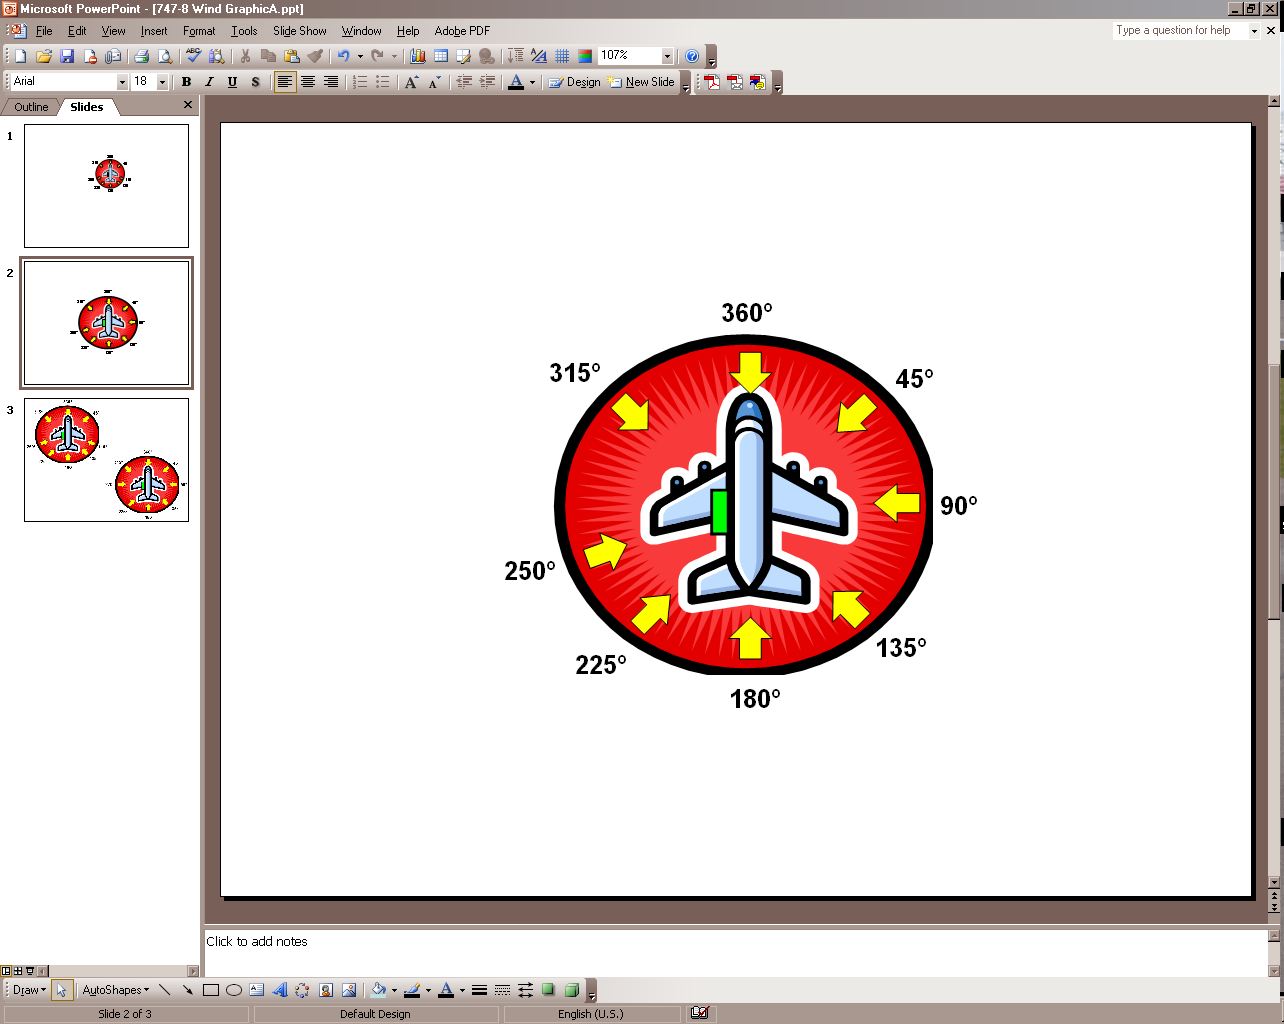 Microsoft PowerPoint - [747-8 Wind GraphicA.ppt]
File Edit View Insert Format Tools Slide Show Window Help Adobe PDF
Type a question for help
107%
Arial 18 B I U S A A A Design New Slide
Outline Slides
1
2
3
360°
315°
45°
90°
250°
135°
225°
180°
Click to add notes
Draw AutoShapes
Slide 2 of 3 Default Design English (U.S.)